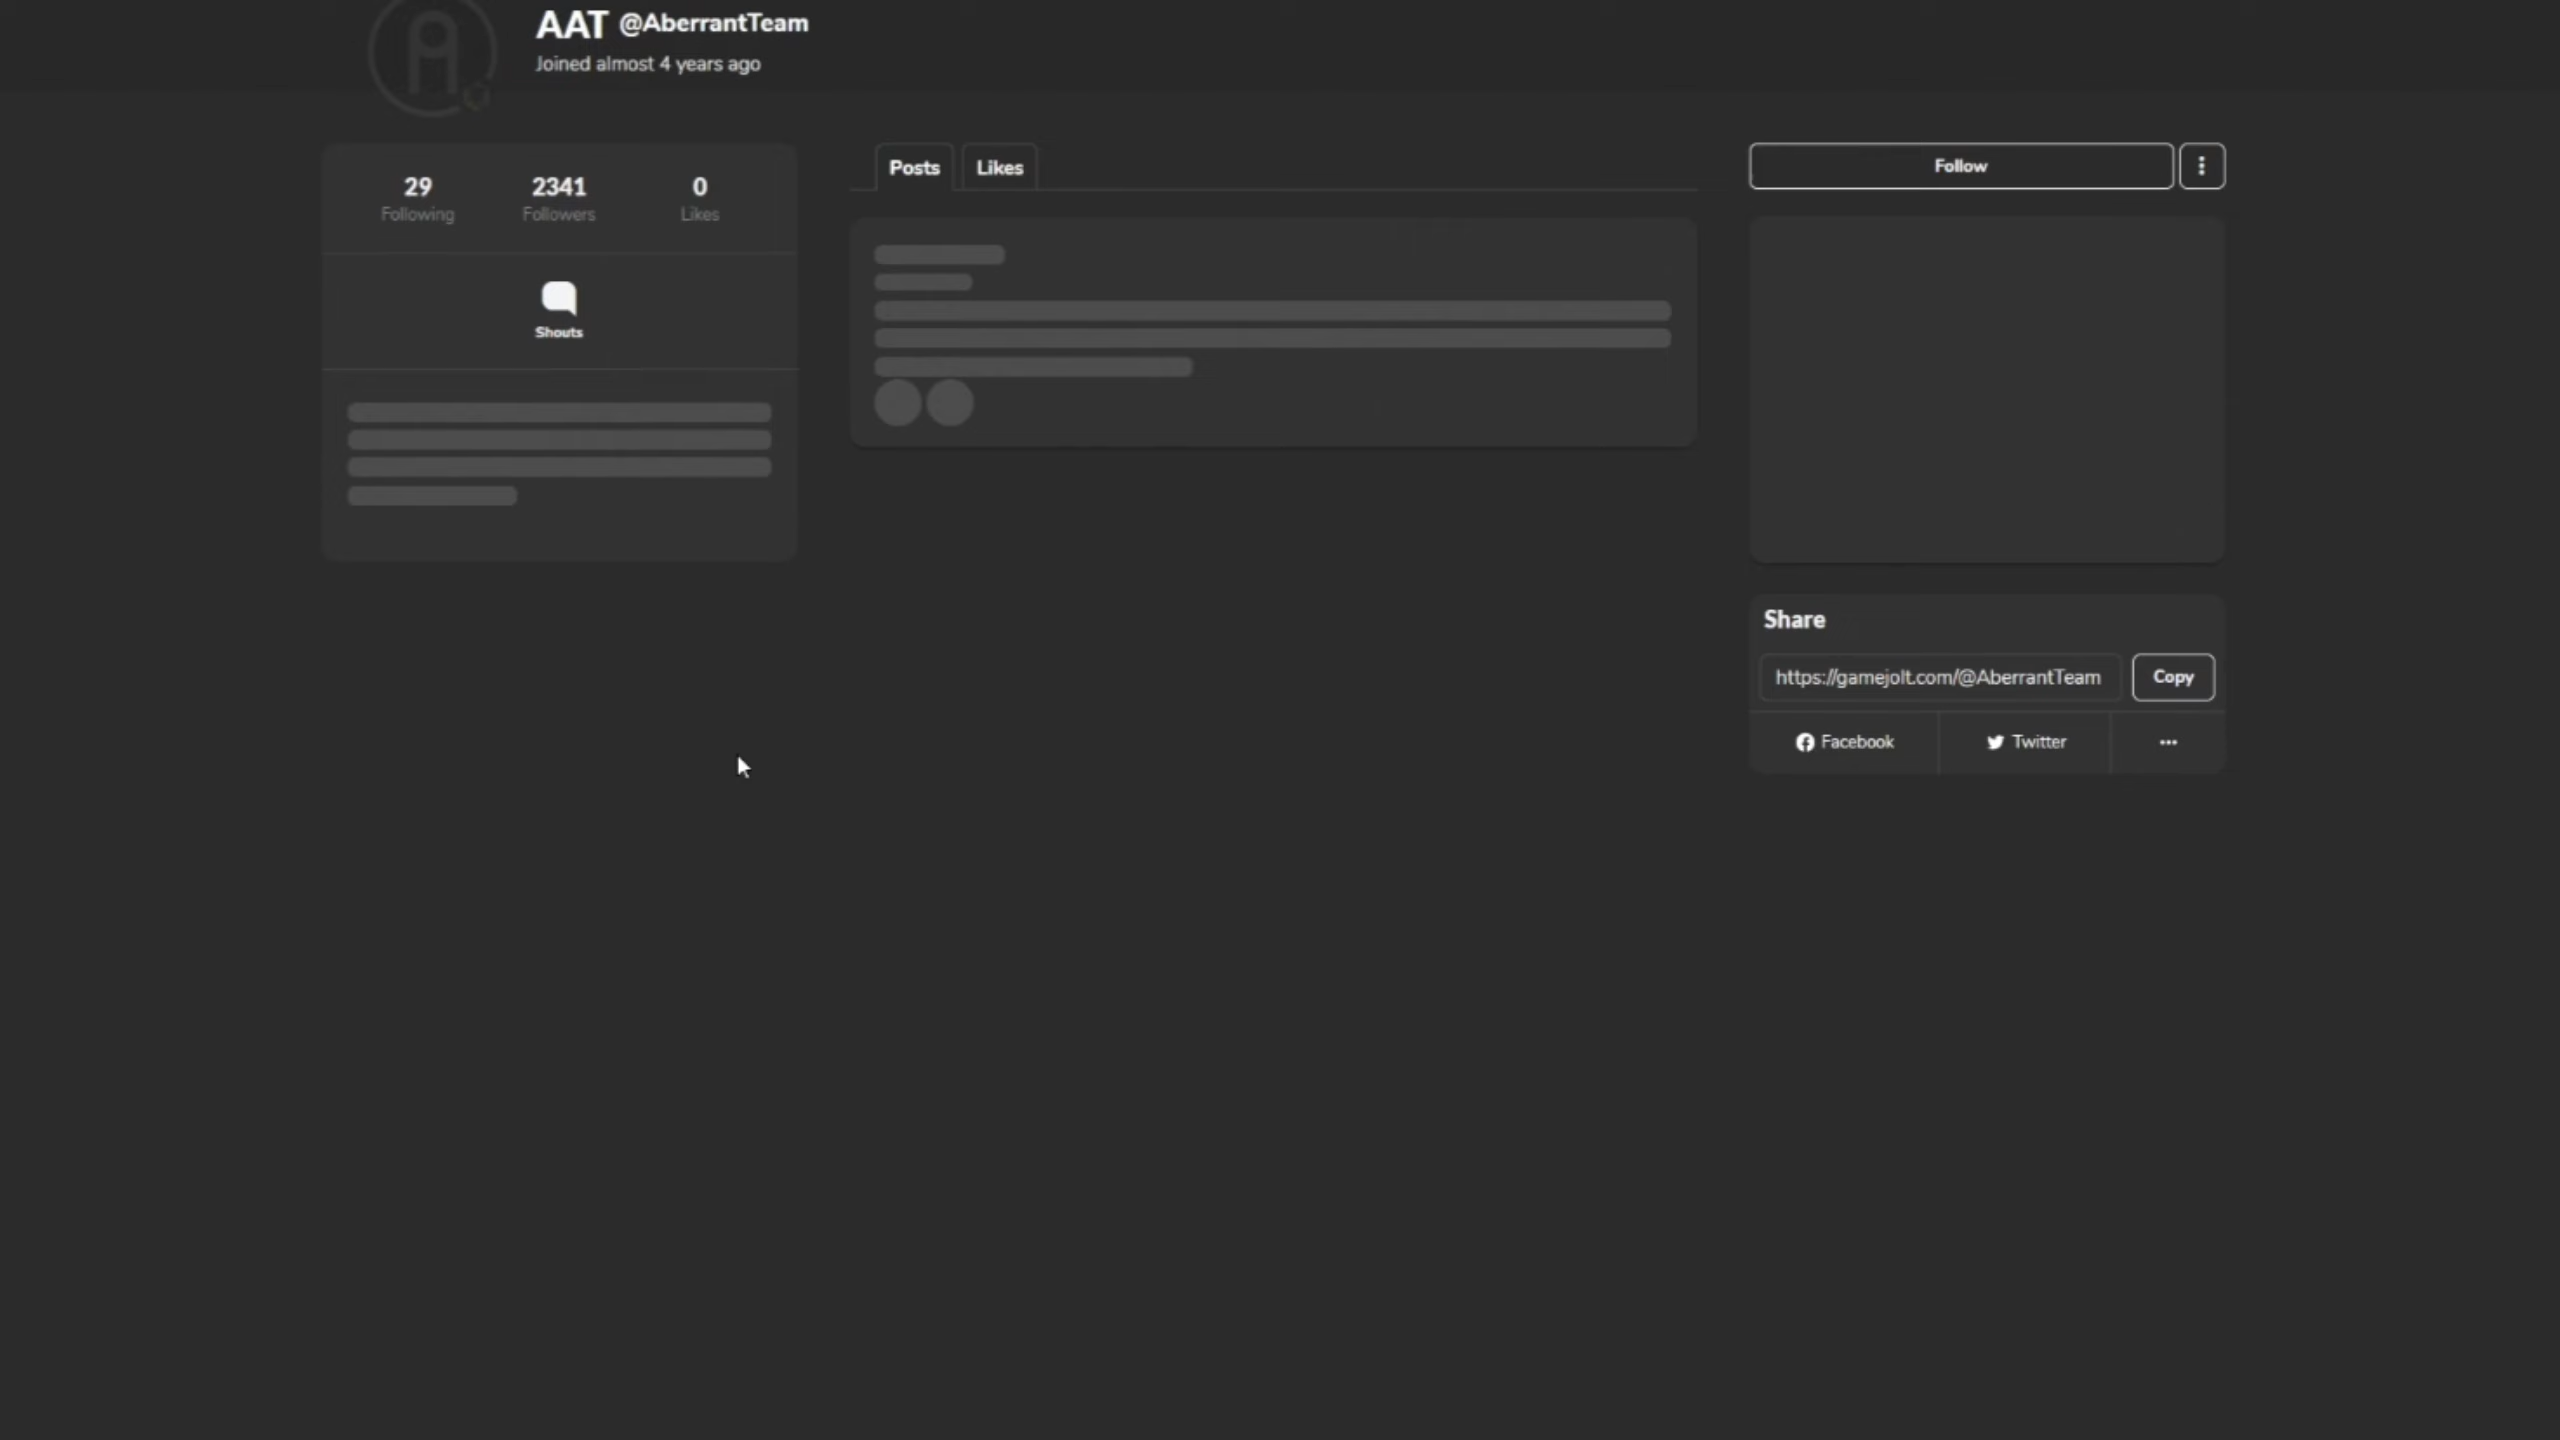 AAT @AberrantTeam
Joined almost 4 years ago
29 2341 0
Following Followers Likes
Shouts
Posts Likes
Follow
Share
https://gamejolt.com/@AberrantTeam Copy
Facebook Twitter